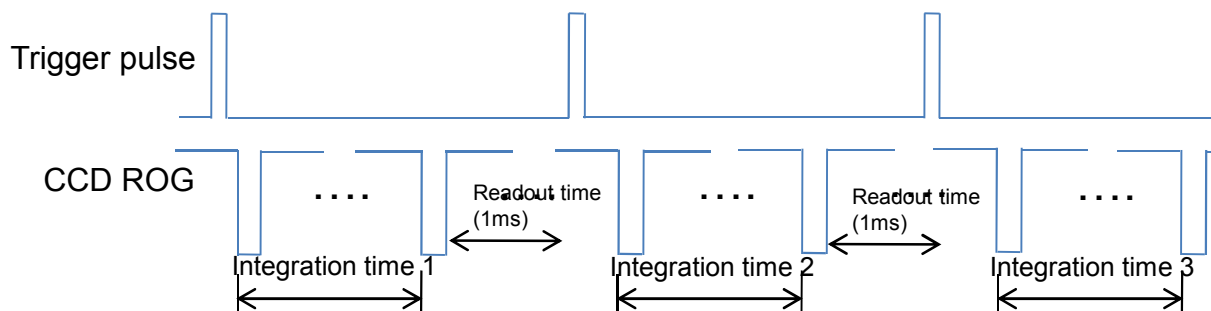 Trigger pulse
CCD ROG
. . . .
Readout time
(1ms)
. . . .
. . . .
Readout time
(1ms)
. . . .
. . . .
Integration time 1
Integration time 2
Integration time 3